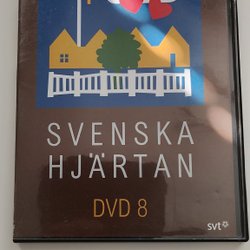 SVENSKA
HJÄRTAN
DVD 8
svt